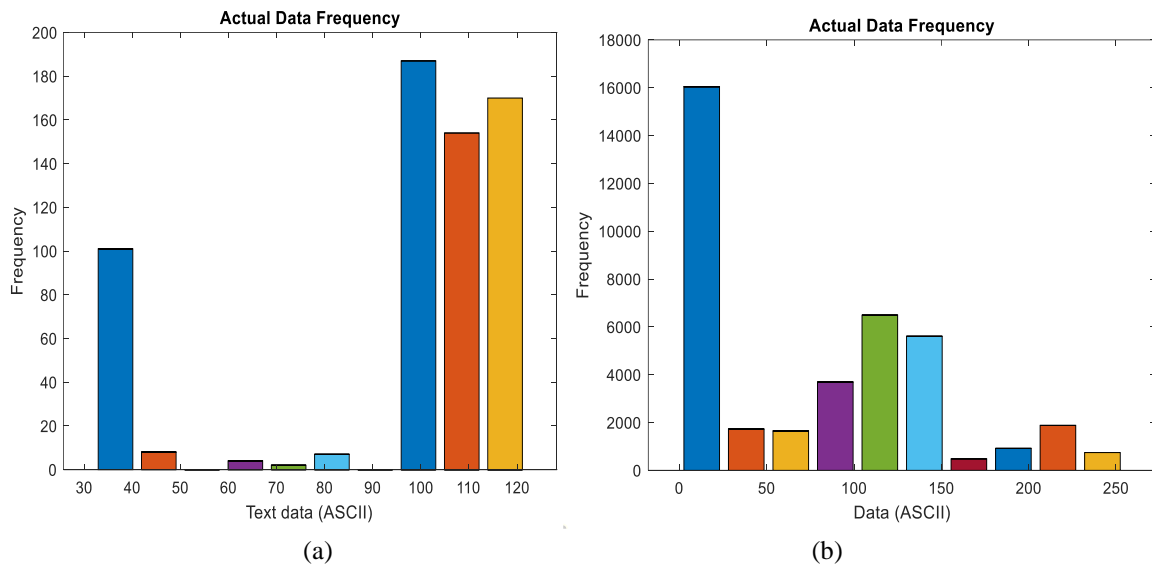 Actual Data Frequency
200
180
160
140
120
100
80
60
40
20
0
Frequency
30 40 50 60 70 80 90 100 110 120
Text data (ASCII)
(a)
Actual Data Frequency
18000
16000
14000
12000
10000
8000
6000
4000
2000
0
Frequency
0 50 100 150 200 250
Data (ASCII)
(b)